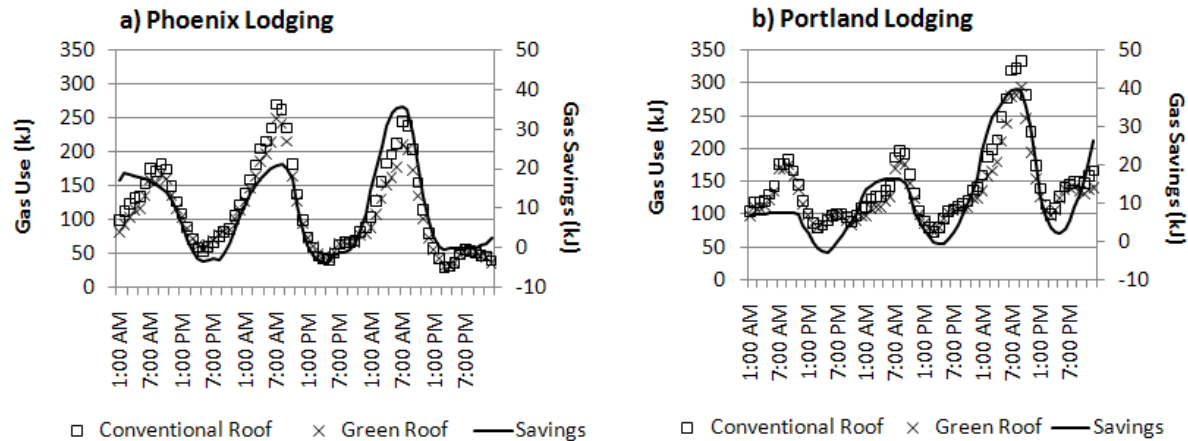 a) Phoenix Lodging
350
300
250
200
150
100
50
0
Gas Use (kJ)
50
40
30
20
10
0
-10
Gas Savings (kJ)
1:00 AM
7:00 AM
1:00 PM
7:00 PM
1:00 AM
7:00 AM
1:00 PM
7:00 PM
1:00 AM
7:00 AM
1:00 PM
7:00 PM
Conventional Roof
Green Roof
Savings
b) Portland Lodging
350
300
250
200
150
100
50
0
Gas Use (kJ)
50
40
30
20
10
0
-10
Gas Savings (kJ)
1:00 AM
7:00 AM
1:00 PM
7:00 PM
1:00 AM
7:00 AM
1:00 PM
7:00 PM
1:00 AM
7:00 AM
1:00 PM
7:00 PM
Conventional Roof
Green Roof
Savings